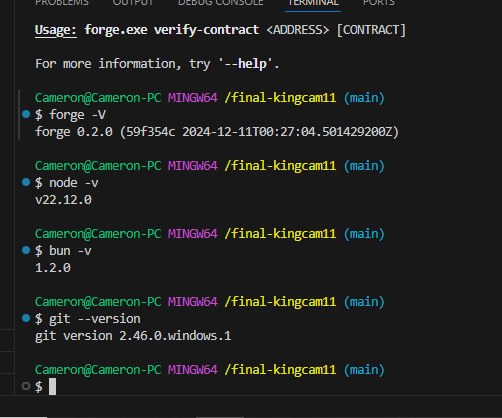 PROBLEMS OUTPUT DEBUG CONSOLE TERMINAL PORTS
Usage: forge.exe verify-contract <ADDRESS> [CONTRACT]
For more information, try '--help'.
Cameron@Cameron-PC MINGW64 /final-kingcam11 (main)
$ forge -V
forge 0.2.0 (59f354c 2024-12-11T00:27:04.501429200Z)
Cameron@Cameron-PC MINGW64 /final-kingcam11 (main)
$ node -v
v22.12.0
Cameron@Cameron-PC MINGW64 /final-kingcam11 (main)
$ bun -v
1.2.0
Cameron@Cameron-PC MINGW64 /final-kingcam11 (main)
$ git --version
git version 2.46.0.windows.1
Cameron@Cameron-PC MINGW64 /final-kingcam11 (main)
$